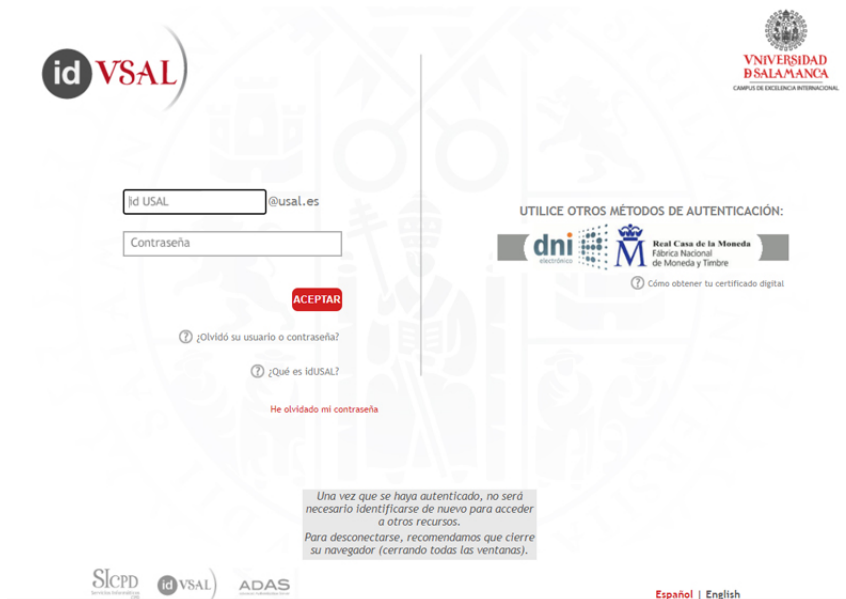 id VSAL
VNIVERSIDAD
D SALAMANCA
CAMPUS DE EXCELENCIA INTERNACIONAL
id USAL @usal.es
Contraseña
ACEPTAR
¿Olvidó su usuario o contraseña?
¿Qué es idUSAL?
He olvidado mi contraseña
UTILICE OTROS MÉTODOS DE AUTENTICACIÓN:
dni
electrónico
Real Casa de la Moneda
Fábrica Nacional
de Moneda y Timbre
Cómo obtener tu certificado digital
Una vez que se haya autenticado, no será
necesario identificarse de nuevo para acceder
a otros recursos.
Para desconectarse, recomendamos que cierre
su navegador (cerrando todas las ventanas).
SICPD
id VSAL
ADAS
Español | English